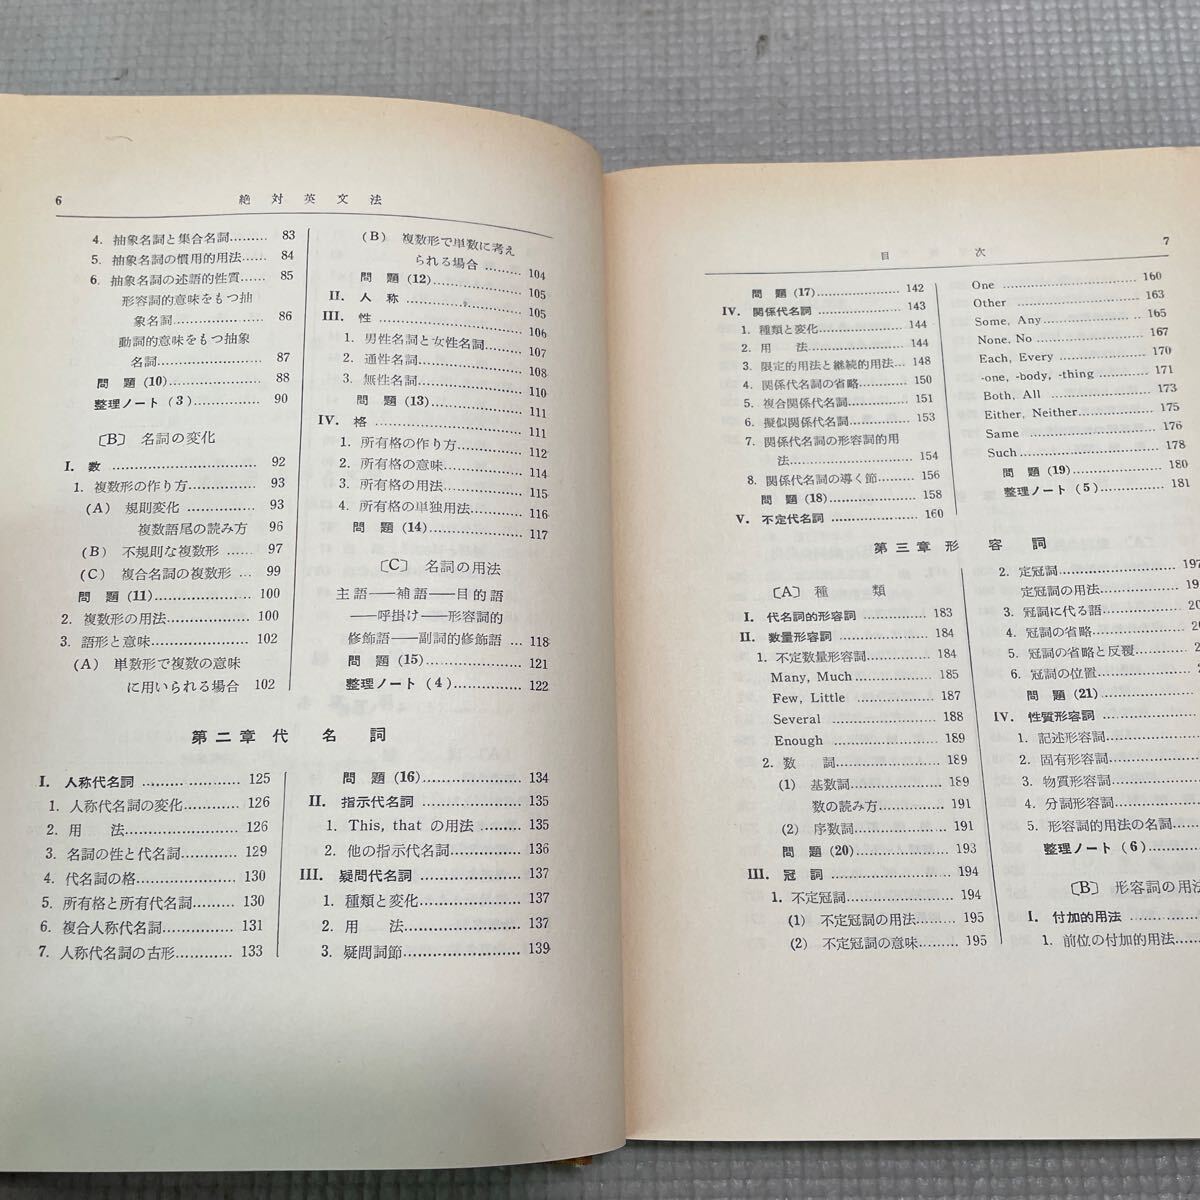 6 絶対英文法
4. 抽象名詞と集合名詞……… 83
5. 抽象名詞の慣用的用法…… 84
6. 抽象名詞の述語的性質…… 85
形容詞的意味をもつ抽
象名詞……………… 86
動詞的意味をもつ抽象
名詞………………… 87
問題 (10)……………… 88
整理ノート (3)………… 90
〔B〕 名詞の変化
I. 数 ………………………… 92
1. 複数形の作り方………… 93
(A) 規則変化 …………… 93
複数語尾の読み方 96
(B) 不規則な複数形 …… 97
(C) 複合名詞の複数形 … 99
問題 (11)……………… 100
2. 複数形の用法…………… 100
3. 語形と意味……………… 102
(A) 単数形で複数の意味
に用いられる場合 102
(B) 複数形で単数に考え
られる場合 ……… 104
問題 (12)……………… 105
II. 人称 …………………… 105
III. 性 ……………………… 106
1. 男性名詞と女性名詞…… 107
2. 通性名詞………………… 108
3. 無性名詞………………… 110
問題 (13)……………… 111
IV. 格 ……………………… 111
1. 所有格の作り方………… 112
2. 所有格の意味…………… 114
3. 所有格の用法…………… 115
4. 所有格の単独用法……… 116
問題 (14)……………… 117
〔C〕 名詞の用法
主語――補語――目的語
――呼掛け――形容詞的
修飾語――副詞的修飾語 … 118
問題 (15)……………… 121
整理ノート (4)………… 122
第二章 代名詞
I. 人称代名詞 …………… 125
1. 人称代名詞の変化……… 126
2. 用法……………………… 126
3. 名詞の性と代名詞……… 129
4. 代名詞の格……………… 130
5. 所有格と所有代名詞…… 130
6. 複合人称代名詞………… 131
7. 人称代名詞の古形……… 133
問題 (16)……………… 134
II. 指示代名詞 …………… 135
1. This, that の用法 ……… 135
2. 他の指示代名詞………… 136
III. 疑問代名詞 …………… 137
1. 種類と変化……………… 137
2. 用法……………………… 137
3. 疑問詞節………………… 139
目次 7
問題 (17)……………… 142
IV. 関係代名詞 …………… 143
1. 種類と変化……………… 144
2. 用法……………………… 144
3. 限定的用法と継続的用法… 148
4. 関係代名詞の省略……… 150
5. 複合関係代名詞………… 151
6. 擬似関係代名詞………… 153
7. 関係代名詞の形容詞的用
法………………… 154
8. 関係代名詞の導く節…… 156
問題 (18)……………… 158
V. 不定代名詞 …………… 160
One ……………………… 160
Other …………………… 163
Some, Any……………… 165
None, No ……………… 167
Each, Every …………… 170
-one, -body, -thing ……… 171
Both, All ……………… 173
Either, Neither………… 175
Same …………………… 176
Such……………………… 178
問題 (19)……………… 180
整理ノート (5)………… 181
第三章 形容詞
〔A〕 種類
I. 代名詞的形容詞 ……… 183
II. 数量形容詞 …………… 184
1. 不定数量形容詞………… 184
Many, Much…………… 185
Few, Little …………… 187
Several ………………… 188
Enough ………………… 189
2. 数詞……………………… 189
(1) 基数詞……………… 189
数の読み方………… 191
(2) 序数詞……………… 191
問題 (20)……………… 193
III. 冠詞 …………………… 194
1. 不定冠詞………………… 194
(1) 不定冠詞の用法…… 195
(2) 不定冠詞の意味…… 195
2. 定冠詞………………… 197
定冠詞の用法………
3. 冠詞に代る語…………
4. 冠詞の省略……………
5. 冠詞の省略と反覆……
6. 冠詞の位置……………
問題 (21)………………
IV. 性質形容詞 ……………
1. 記述形容詞……………
2. 固有形容詞……………
3. 物質形容詞……………
4. 分詞形容詞……………
5. 形容詞的用法の名詞…
整理ノート (6)………
〔B〕 形容詞の用法
I. 付加的用法 ……………
1. 前位の付加的用法……